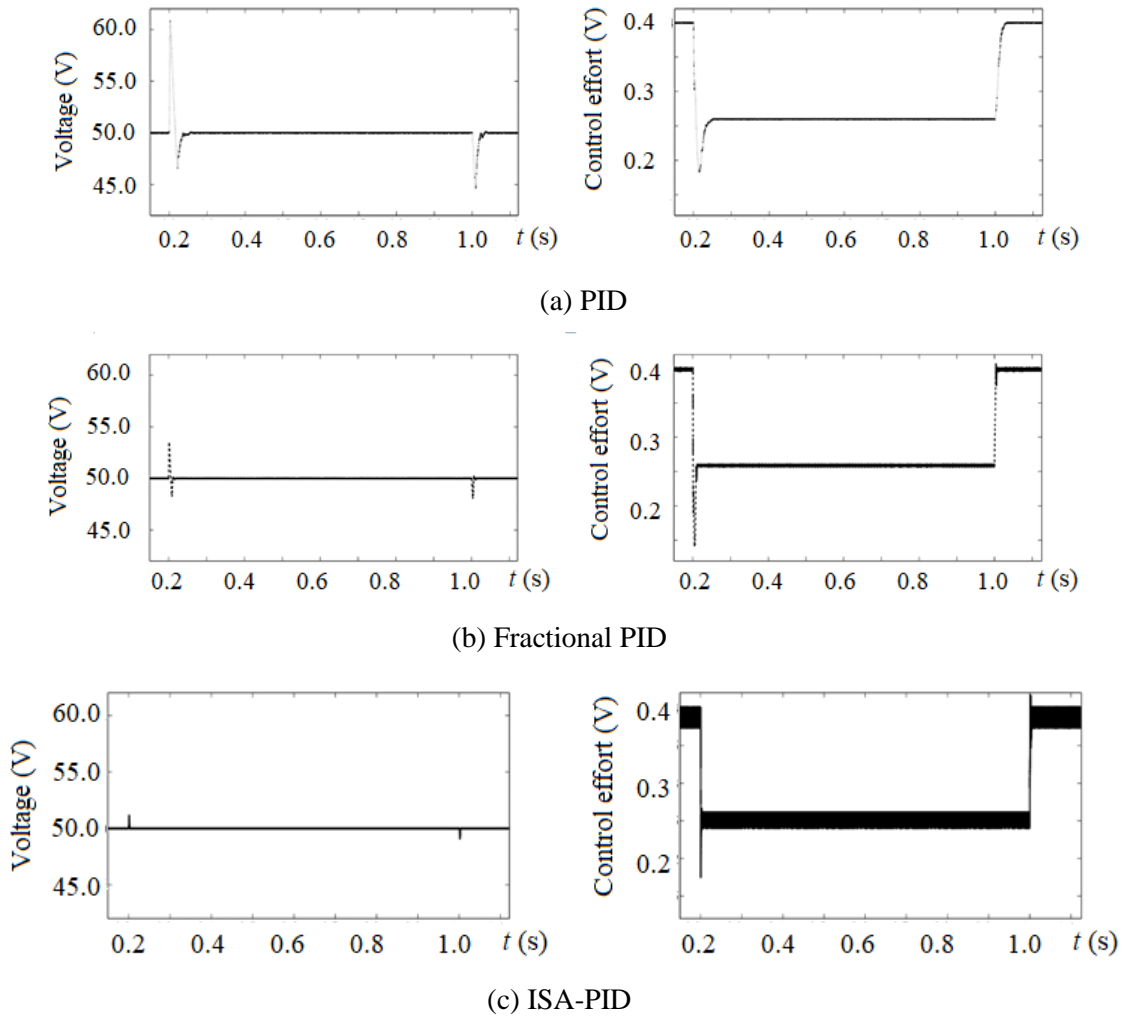 60.0
55.0
50.0
45.0
Voltage (V)
0.2 0.4 0.6 0.8 1.0 t (s)
0.4
0.3
0.2
Control effort (V)
0.2 0.4 0.6 0.8 1.0 t (s)
(a) PID
60.0
55.0
50.0
45.0
Voltage (V)
0.2 0.4 0.6 0.8 1.0 t (s)
0.4
0.3
0.2
Control effort (V)
0.2 0.4 0.6 0.8 1.0 t (s)
(b) Fractional PID
60.0
55.0
50.0
45.0
Voltage (V)
0.2 0.4 0.6 0.8 1.0 t (s)
0.4
0.3
0.2
Control effort (V)
0.2 0.4 0.6 0.8 1.0 t (s)
(c) ISA-PID